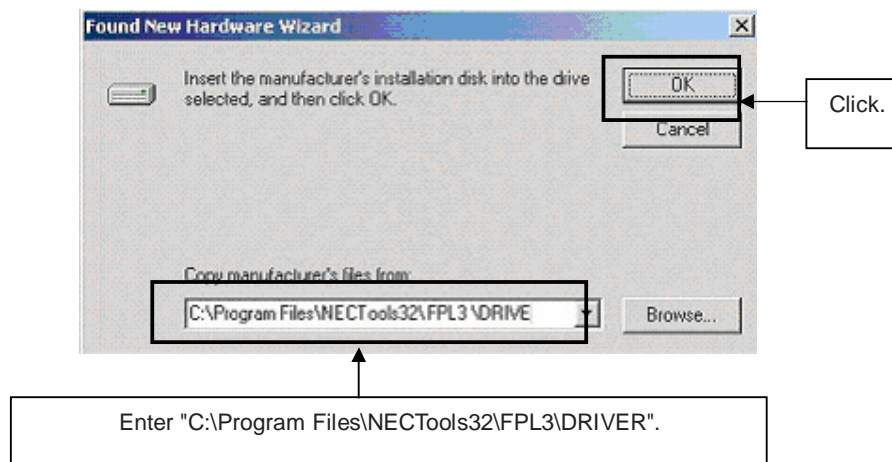 Found New Hardware Wizard
Insert the manufacturer's installation disk into the drive
selected, and then click OK.
OK
Click.
Cancel
Copy manufacturer's files from:
C:\Program Files\NECTools32\FPL3\DRIVE
Browse...
Enter "C:\Program Files\NECTools32\FPL3\DRIVER".